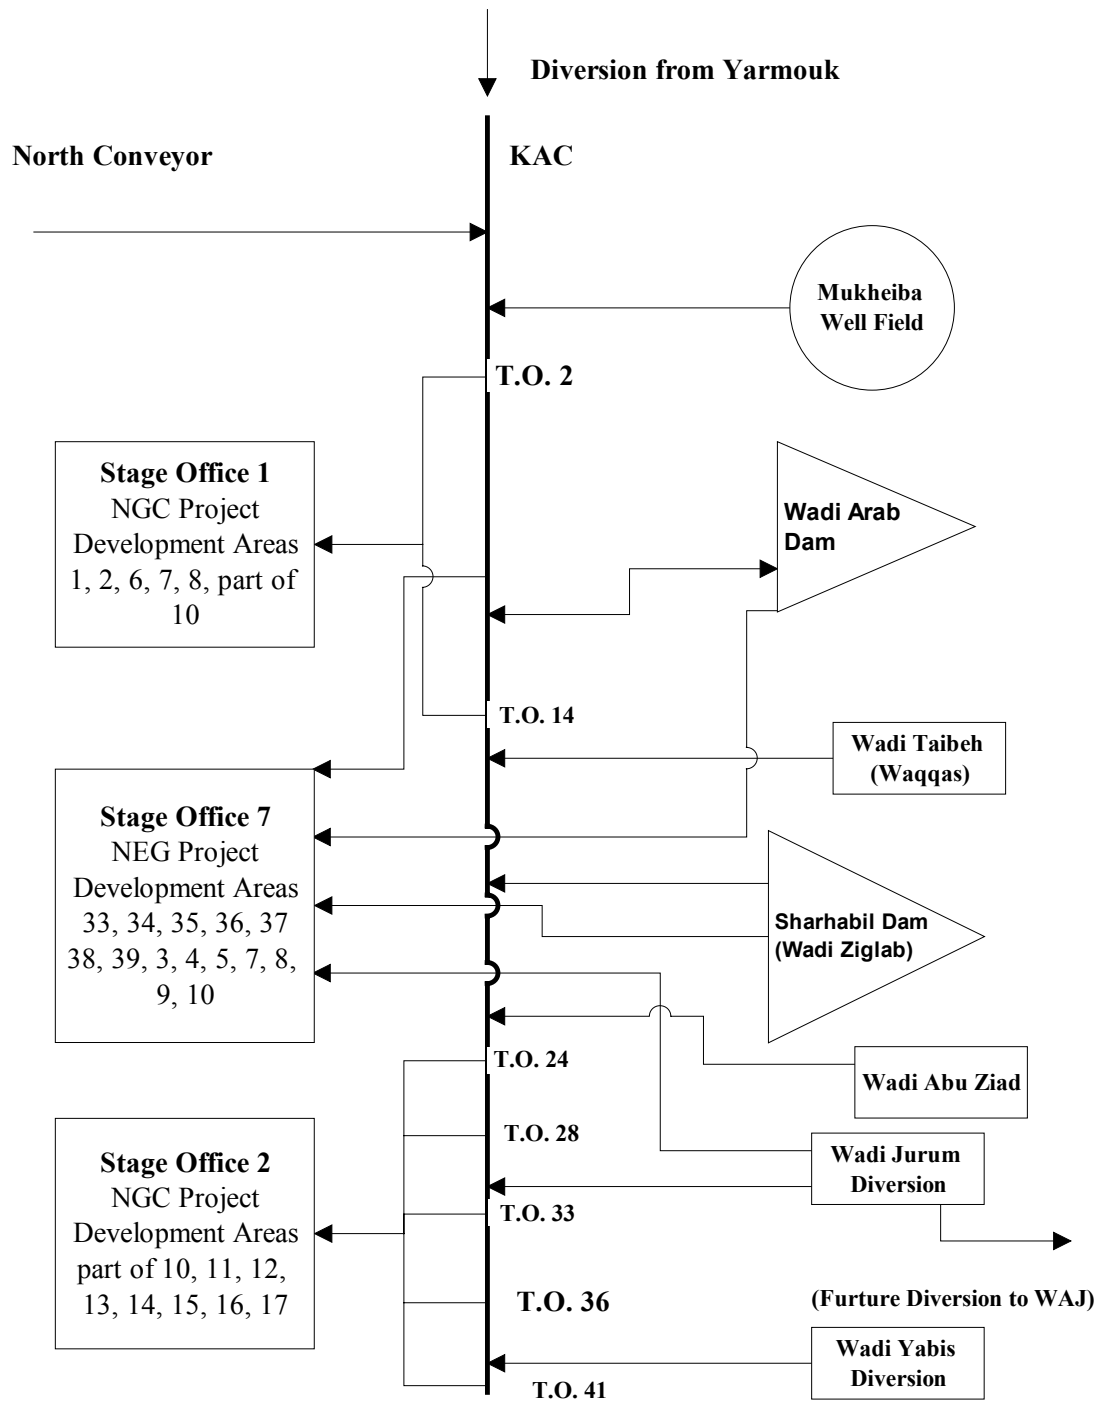 Diversion from Yarmouk
North Conveyor
KAC
Mukheiba
Well Field
T.O. 2
Stage Office 1
NGC Project
Development Areas
1, 2, 6, 7, 8, part of
10
Wadi Arab
Dam
T.O. 14
Wadi Taibeh
(Waqqas)
Stage Office 7
NEG Project
Development Areas
33, 34, 35, 36, 37
38, 39, 3, 4, 5, 7, 8,
9, 10
Sharhabil Dam
(Wadi Ziglab)
T.O. 24
Wadi Abu Ziad
T.O. 28
Stage Office 2
NGC Project
Development Areas
part of 10, 11, 12,
13, 14, 15, 16, 17
Wadi Jurum
Diversion
T.O. 33
T.O. 36
(Furture Diversion to WAJ)
Wadi Yabis
Diversion
T.O. 41